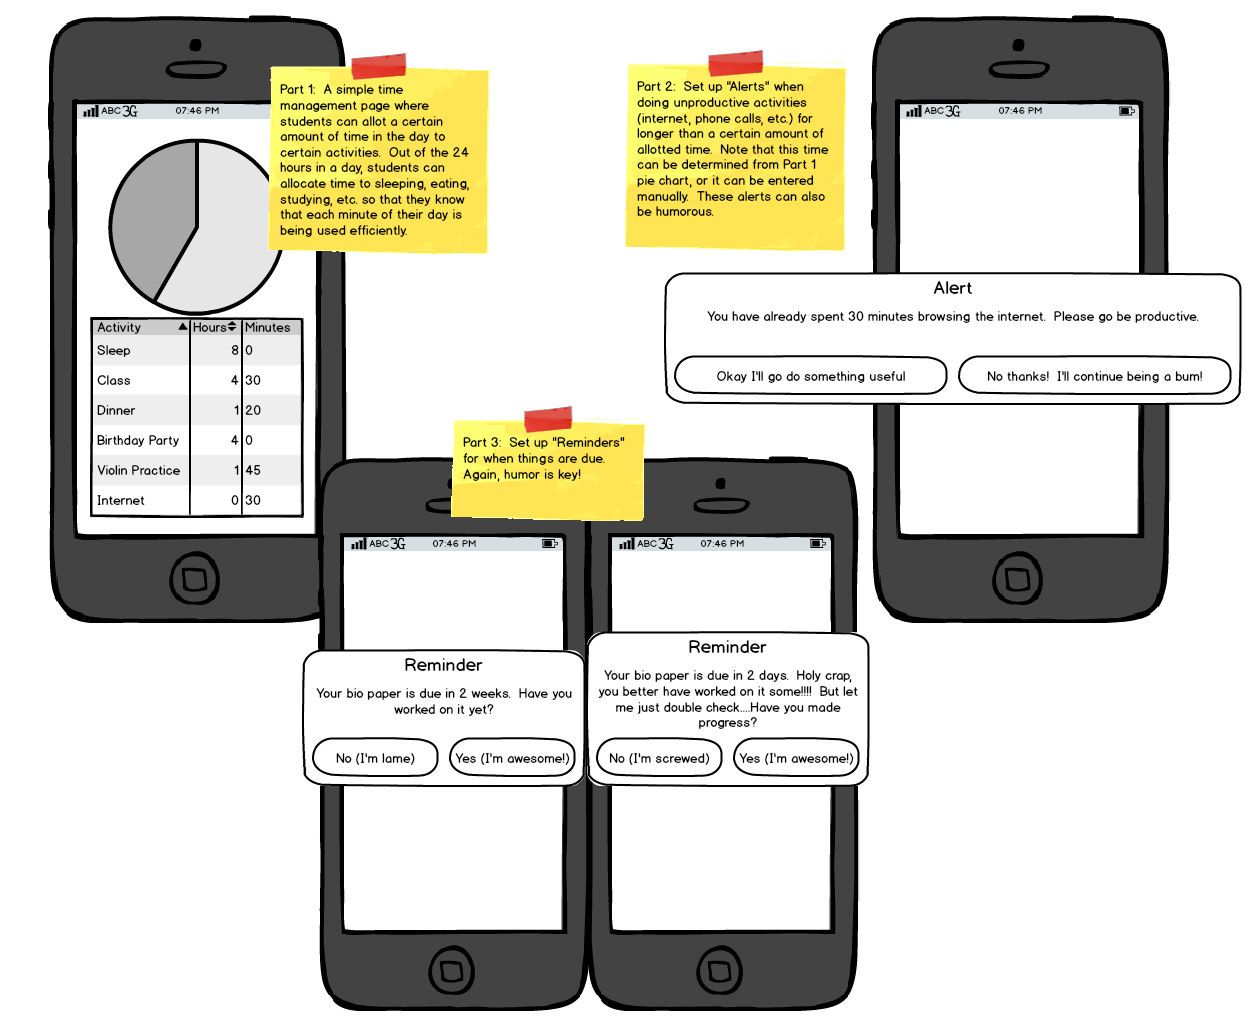 ABC 3G 07:46 PM
Part 1:  A simple time
management page where
students can allot a certain
amount of time in the day to
certain activities.  Out of the 24
hours in a day, students can
allocate time to sleeping, eating,
studying, etc. so that they know
that each minute of their day is
being used efficiently.
Activity Hours Minutes
Sleep 8 0
Class 4 30
Dinner 1 20
Birthday Party 4 0
Violin Practice 1 45
Internet 0 30
Part 2:  Set up "Alerts" when
doing unproductive activities
(internet, phone calls, etc.) for
longer than a certain amount of
allotted time.  Note that this time
can be determined from Part 1
pie chart, or it can be entered
manually.  These alerts can also
be humorous.
ABC 3G 07:46 PM
Alert
You have already spent 30 minutes browsing the internet.  Please go be productive.
Okay I'll go do something useful
No thanks!  I'll continue being a bum!
Part 3:  Set up "Reminders"
for when things are due.
Again, humor is key!
ABC 3G 07:46 PM
Reminder
Your bio paper is due in 2 weeks.  Have you
worked on it yet?
No (I'm lame)
Yes (I'm awesome!)
ABC 3G 07:46 PM
Reminder
Your bio paper is due in 2 days.  Holy crap,
you better have worked on it some!!!!  But let
me just double check....Have you made
progress?
No (I'm screwed)
Yes (I'm awesome!)